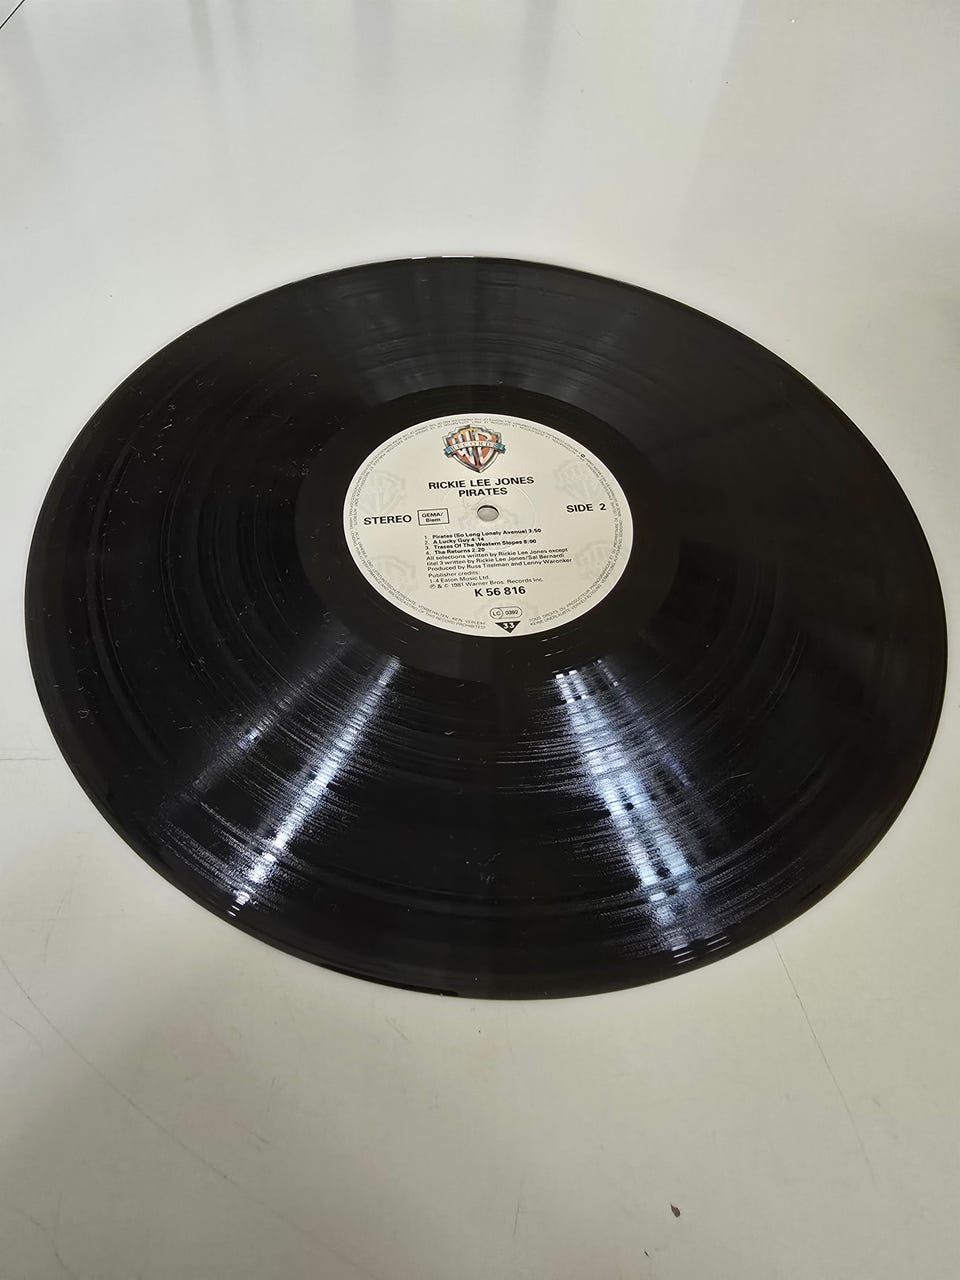 RECORDS
RICKIE LEE JONES
PIRATES
STEREO GEMA/ Biem SIDE 2
1. Pirates (So Long Lonely Avenue) 3:50
2. A Lucky Guy 4:14
3. Traces Of The Western Slopes 8:00
4. The Returns 2:20
All selections written by Rickie Lee Jones except
titel 3 written by Rickie Lee Jones/Sal Bernardi
Produced by Russ Titelman and Lenny Waronker
Publisher credits:
1-4 Eaton Music Ltd.
℗ & © 1981 Warner Bros. Records Inc.
K 56 816
LC 0392
33